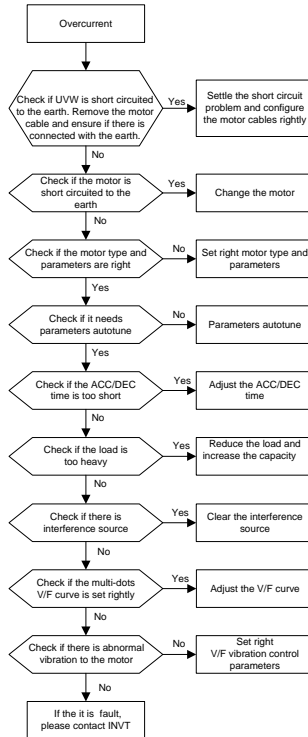 Overcurrent
Check if UVW is short circuited
to the earth. Remove the motor
cable and ensure if there is
connected with the earth.
Yes
Settle the short circuit
problem and configure
the motor cables rightly
No
Check if the motor is
short circuited to the
earth
Yes
Change the motor
No
Check if the motor type and
parameters are right
No
Set right motor type and
parameters
Yes
Check if it needs
parameters autotune
No
Parameters autotune
Yes
Check if the ACC/DEC
time is too short
Yes
Adjust the ACC/DEC
time
No
Check if the load is
too heavy
Yes
Reduce the load and
increase the capacity
No
Check if there is
interference source
Yes
Clear the interference
source
No
Check if the multi-dots
V/F curve is set rightly
Yes
Adjust the V/F curve
No
Check if there is abnormal
vibration to the motor
No
Set right
V/F vibration control
parameters
No
If the it is fault,
please contact INVT